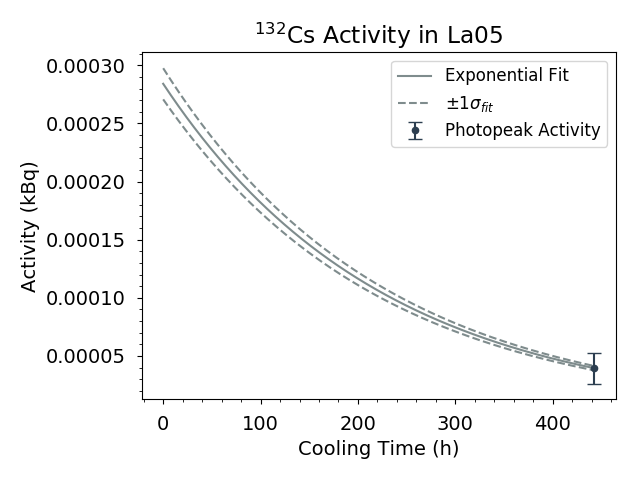 ¹³²Cs Activity in La05
Exponential Fit
±1σ_fit
Photopeak Activity
Activity (kBq)
0.00030
0.00025
0.00020
0.00015
0.00010
0.00005
0 100 200 300 400
Cooling Time (h)